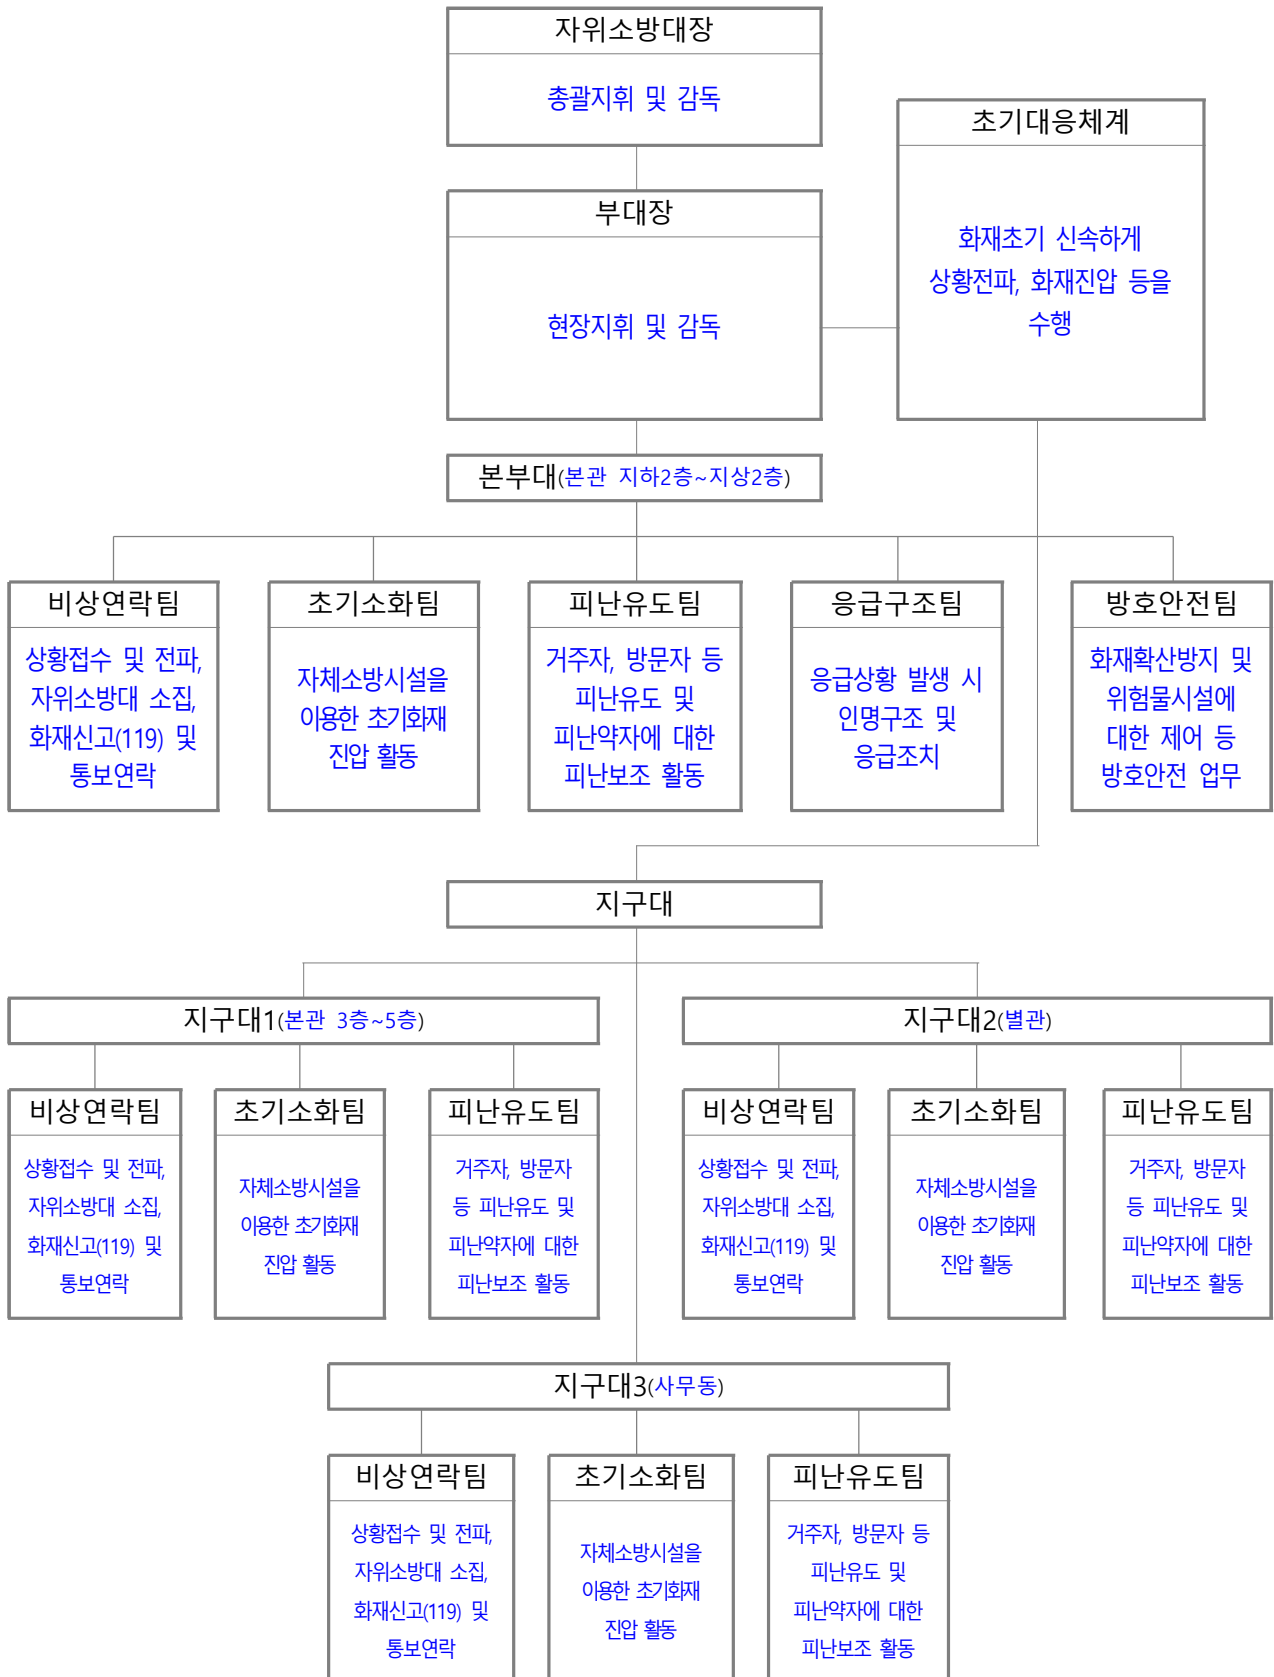 자위소방대장
총괄지휘 및 감독
초기대응체계
화재초기 신속하게
상황전파, 화재진압 등을
수행
부대장
현장지휘 및 감독
본부대(본관 지하2층~지상2층)
비상연락팀
상황접수 및 전파,
자위소방대 소집,
화재신고(119) 및
통보연락
초기소화팀
자체소방시설을
이용한 초기화재
진압 활동
피난유도팀
거주자, 방문자 등
피난유도 및
피난약자에 대한
피난보조 활동
응급구조팀
응급상황 발생 시
인명구조 및
응급조치
방호안전팀
화재확산방지 및
위험물시설에
대한 제어 등
방호안전 업무
지구대
지구대1(본관 3층~5층)
비상연락팀
상황접수 및 전파,
자위소방대 소집,
화재신고(119) 및
통보연락
초기소화팀
자체소방시설을
이용한 초기화재
진압 활동
피난유도팀
거주자, 방문자
등 피난유도 및
피난약자에 대한
피난보조 활동
지구대2(별관)
비상연락팀
상황접수 및 전파,
자위소방대 소집,
화재신고(119) 및
통보연락
초기소화팀
자체소방시설을
이용한 초기화재
진압 활동
피난유도팀
거주자, 방문자
등 피난유도 및
피난약자에 대한
피난보조 활동
지구대3(사무동)
비상연락팀
상황접수 및 전파,
자위소방대 소집,
화재신고(119) 및
통보연락
초기소화팀
자체소방시설을
이용한 초기화재
진압 활동
피난유도팀
거주자, 방문자 등
피난유도 및
피난약자에 대한
피난보조 활동